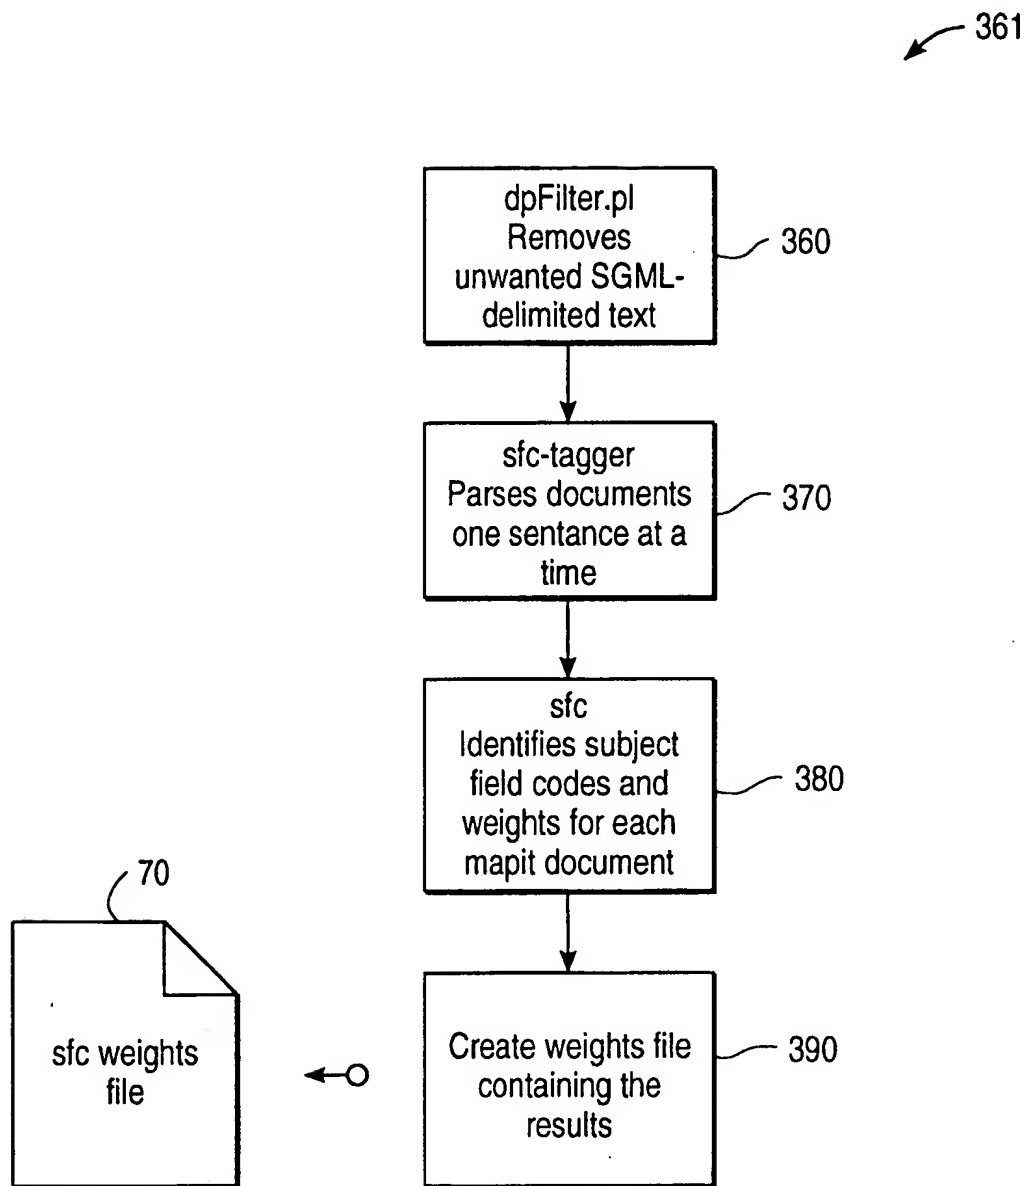 361
dpFilter.pl
Removes
unwanted SGML-
delimited text
360
sfc-tagger
Parses documents
one sentance at a
time
370
sfc
Identifies subject
field codes and
weights for each
mapit document
380
70
sfc weights
file
Create weights file
containing the
results
390